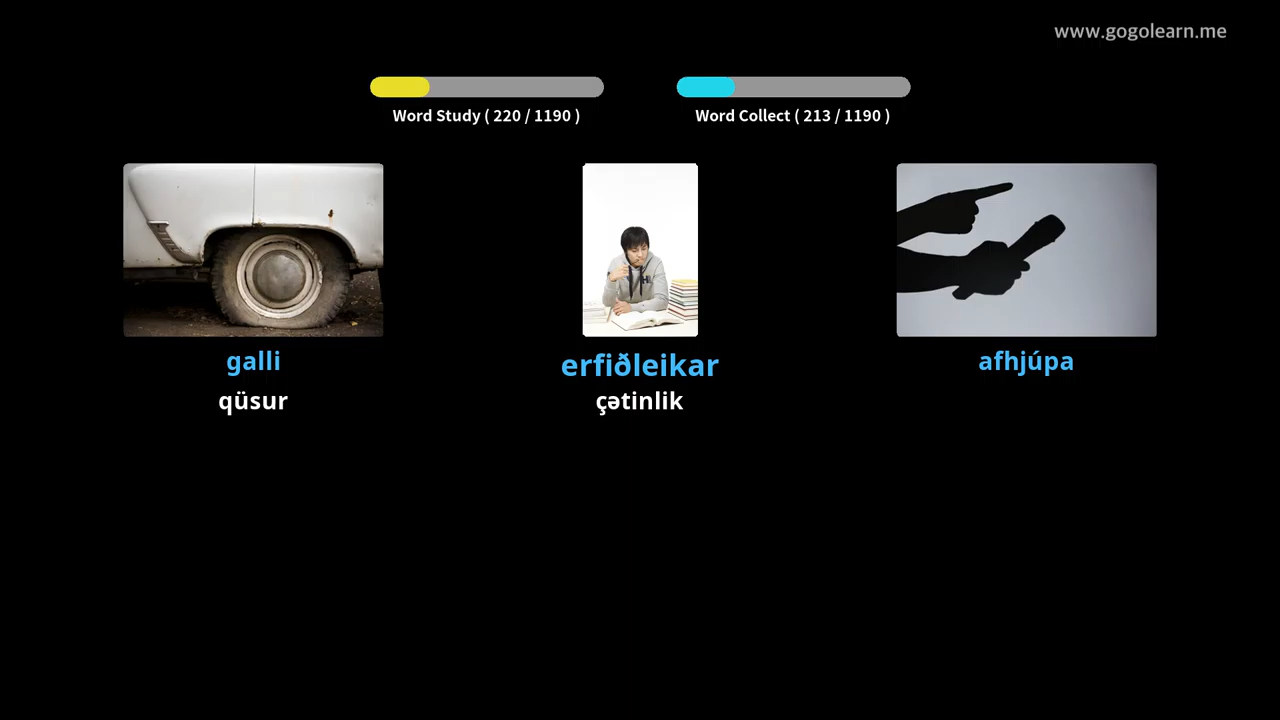 www.gogolearn.me
Word Study ( 220 / 1190 )
Word Collect ( 213 / 1190 )
galli
erfiðleikar
afhjúpa
qüsur
çətinlik